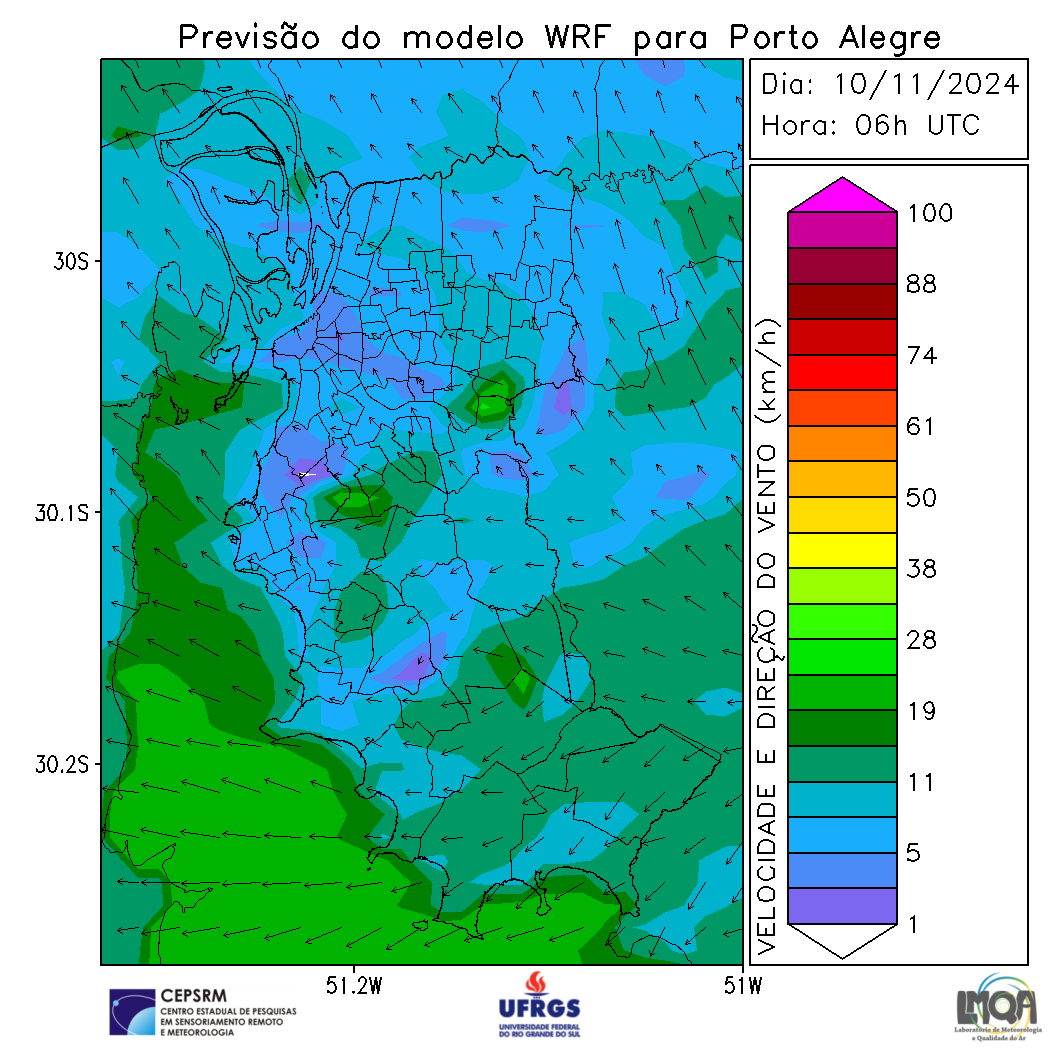 Previsão do modelo WRF para Porto Alegre
Dia: 10/11/2024
Hora: 06h UTC
30S
30.1S
30.2S
51.2W
51W
VELOCIDADE E DIREÇÃO DO VENTO (km/h)
100
88
74
61
50
38
28
19
11
5
1
CEPSRM
CENTRO ESTADUAL DE PESQUISAS
EM SENSORIAMENTO REMOTO
E METEOROLOGIA
UFRGS
UNIVERSIDADE FEDERAL
DO RIO GRANDE DO SUL
LMQA
Laboratório de Meteorologia
e Qualidade do Ar